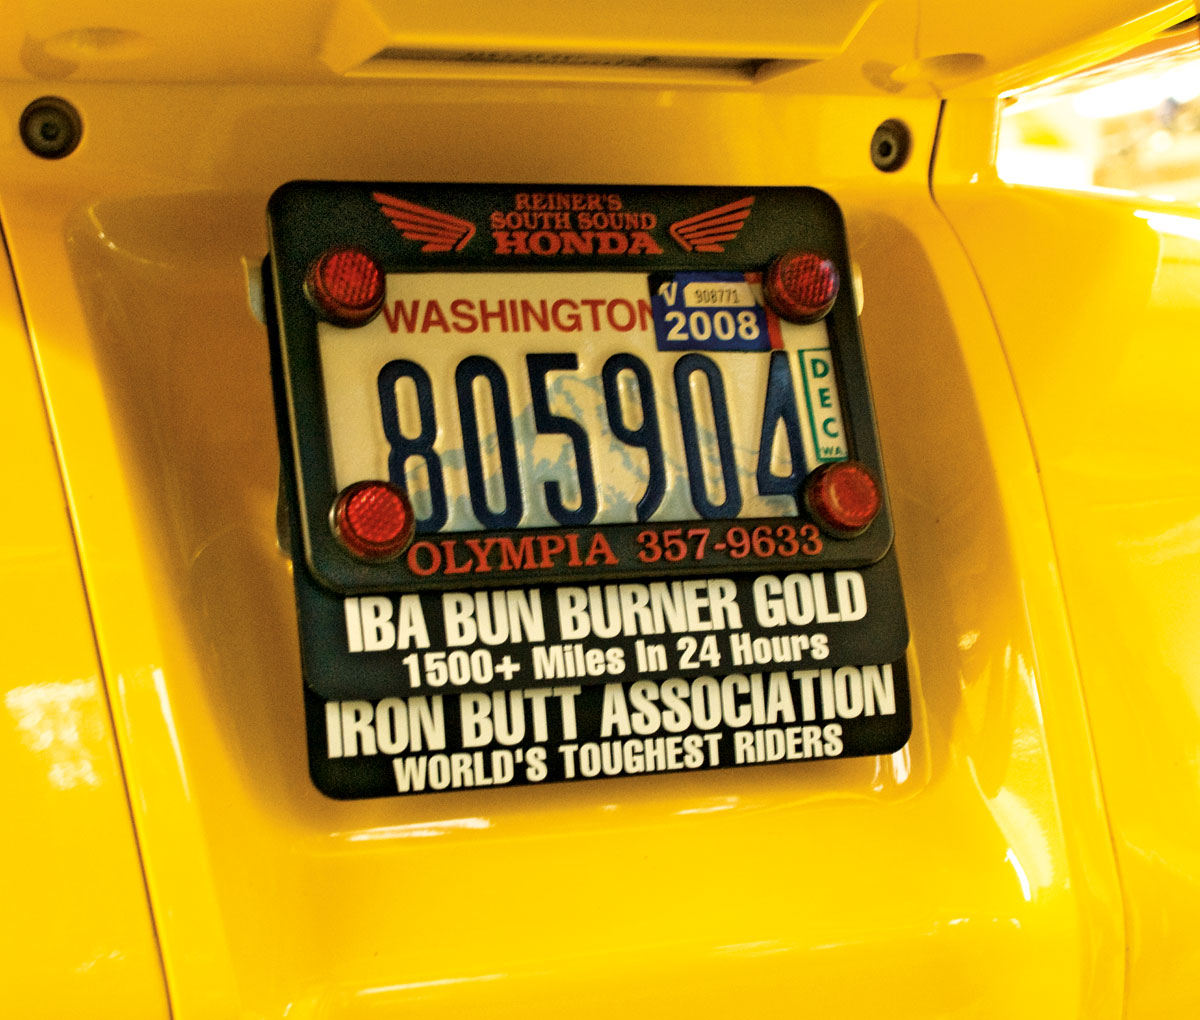 REINER'S
SOUTH SOUND
HONDA
WASHINGTON
V 908771
2008
805904
DEC
WA
OLYMPIA 357-9633
IBA BUN BURNER GOLD
1500+ Miles In 24 Hours
IRON BUTT ASSOCIATION
WORLD'S TOUGHEST RIDERS